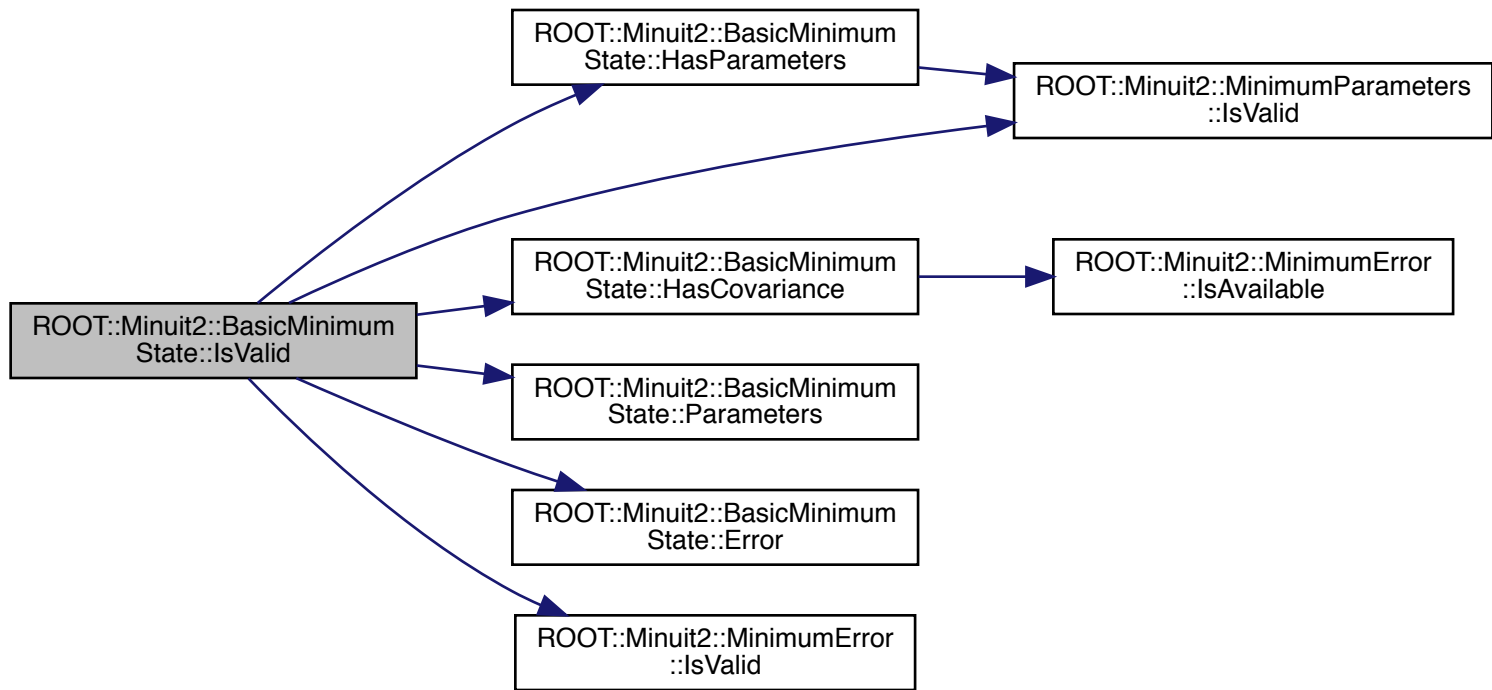 ROOT::Minuit2::BasicMinimum
State::HasParameters
ROOT::Minuit2::MinimumParameters
::IsValid
ROOT::Minuit2::BasicMinimum
State::HasCovariance
ROOT::Minuit2::MinimumError
::IsAvailable
ROOT::Minuit2::BasicMinimum
State::IsValid
ROOT::Minuit2::BasicMinimum
State::Parameters
ROOT::Minuit2::BasicMinimum
State::Error
ROOT::Minuit2::MinimumError
::IsValid